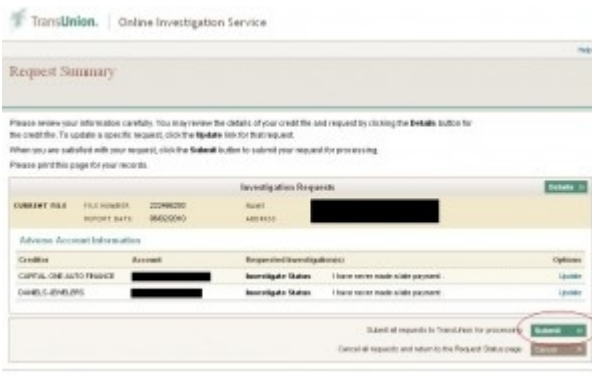 TransUnion. Online Investigation Service
Help
Request Summary
Please review your information carefully. You may review the details of your credit file and request by clicking the Details button for
the credit file. To update a specific request, click the Update link for that request.
When you are satisfied with your request, click the Submit button to submit your request for processing.
Please print this page for your records.
Investigation Requests Details
CURRENT FILE FILE NUMBER NAME
REPORT DATE ADDRESS
Adverse Account Information
Creditor Account Requested Investigation(s) Options
CAPITAL ONE AUTO FINANCE Investigate Status I have never made a late payment. Update
DANIELS JEWELERS Investigate Status I have never made a late payment. Update
Submit all requests to TransUnion for processing Submit
Cancel all requests and return to the Request Status page Cancel